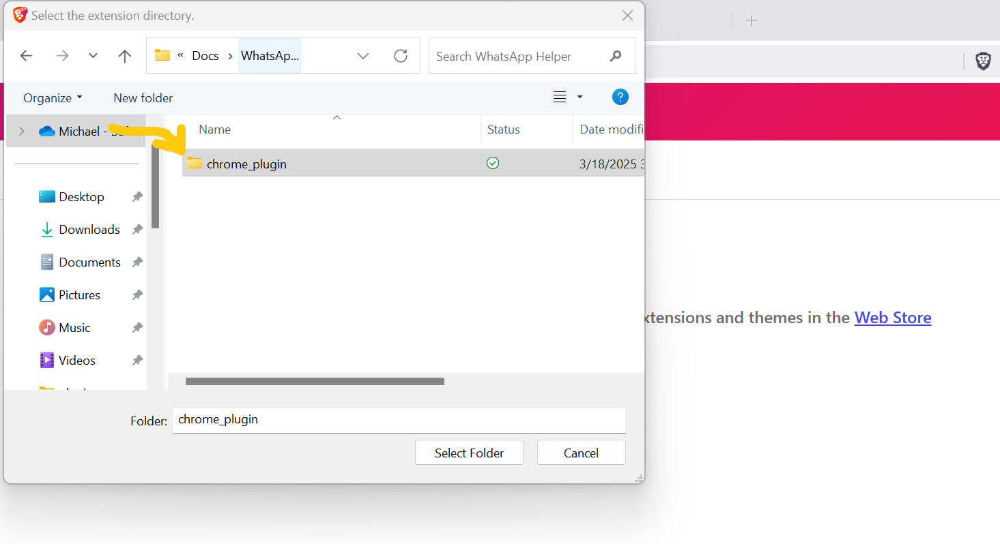 Select the extension directory.
« Docs > WhatsAp...
Search WhatsApp Helper
Organize
New folder
?
Michael -
Name
Status
Date modifi
chrome_plugin
3/18/2025 3
Desktop
Downloads
Documents
Pictures
Music
Videos
xtensions and themes in the Web Store
Folder:
chrome_plugin
Select Folder
Cancel